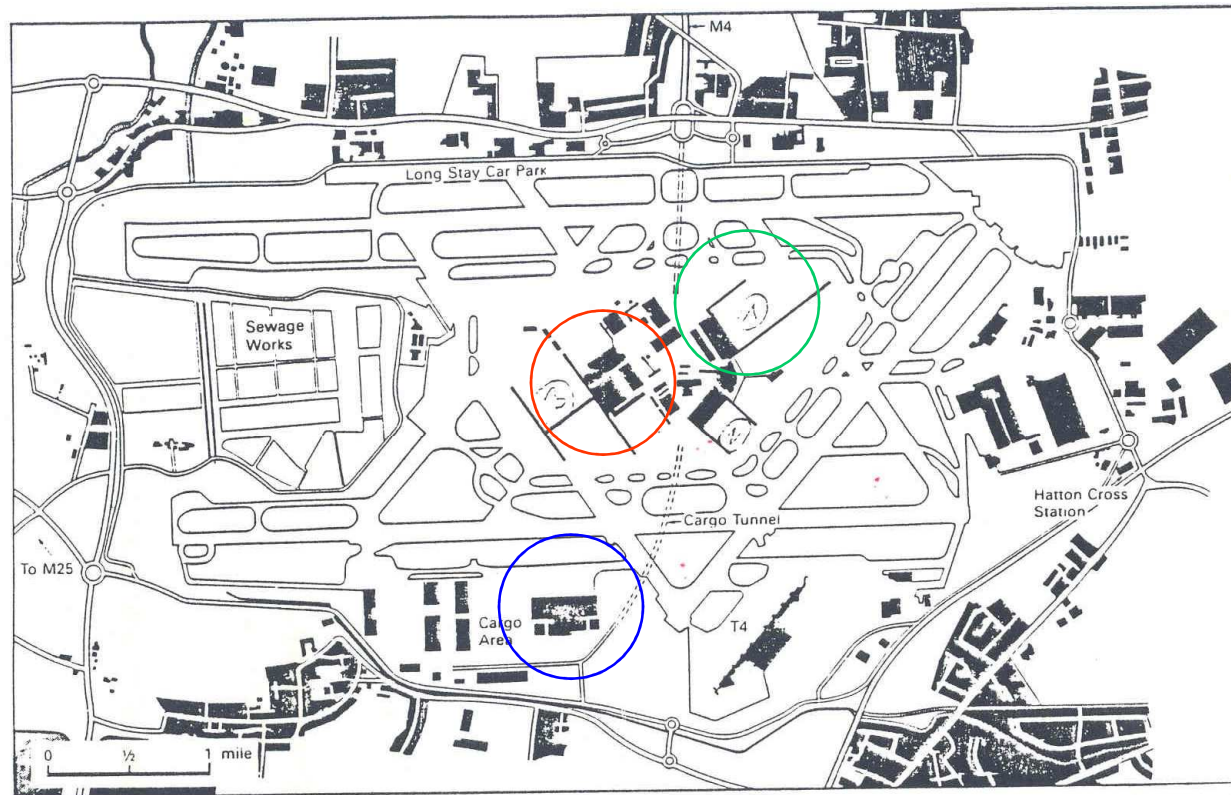 M4
Long Stay Car Park
Sewage
Works
Hatton Cross
Station
Cargo Tunnel
To M25
Cargo
Area
T4
0 ½ 1 mile